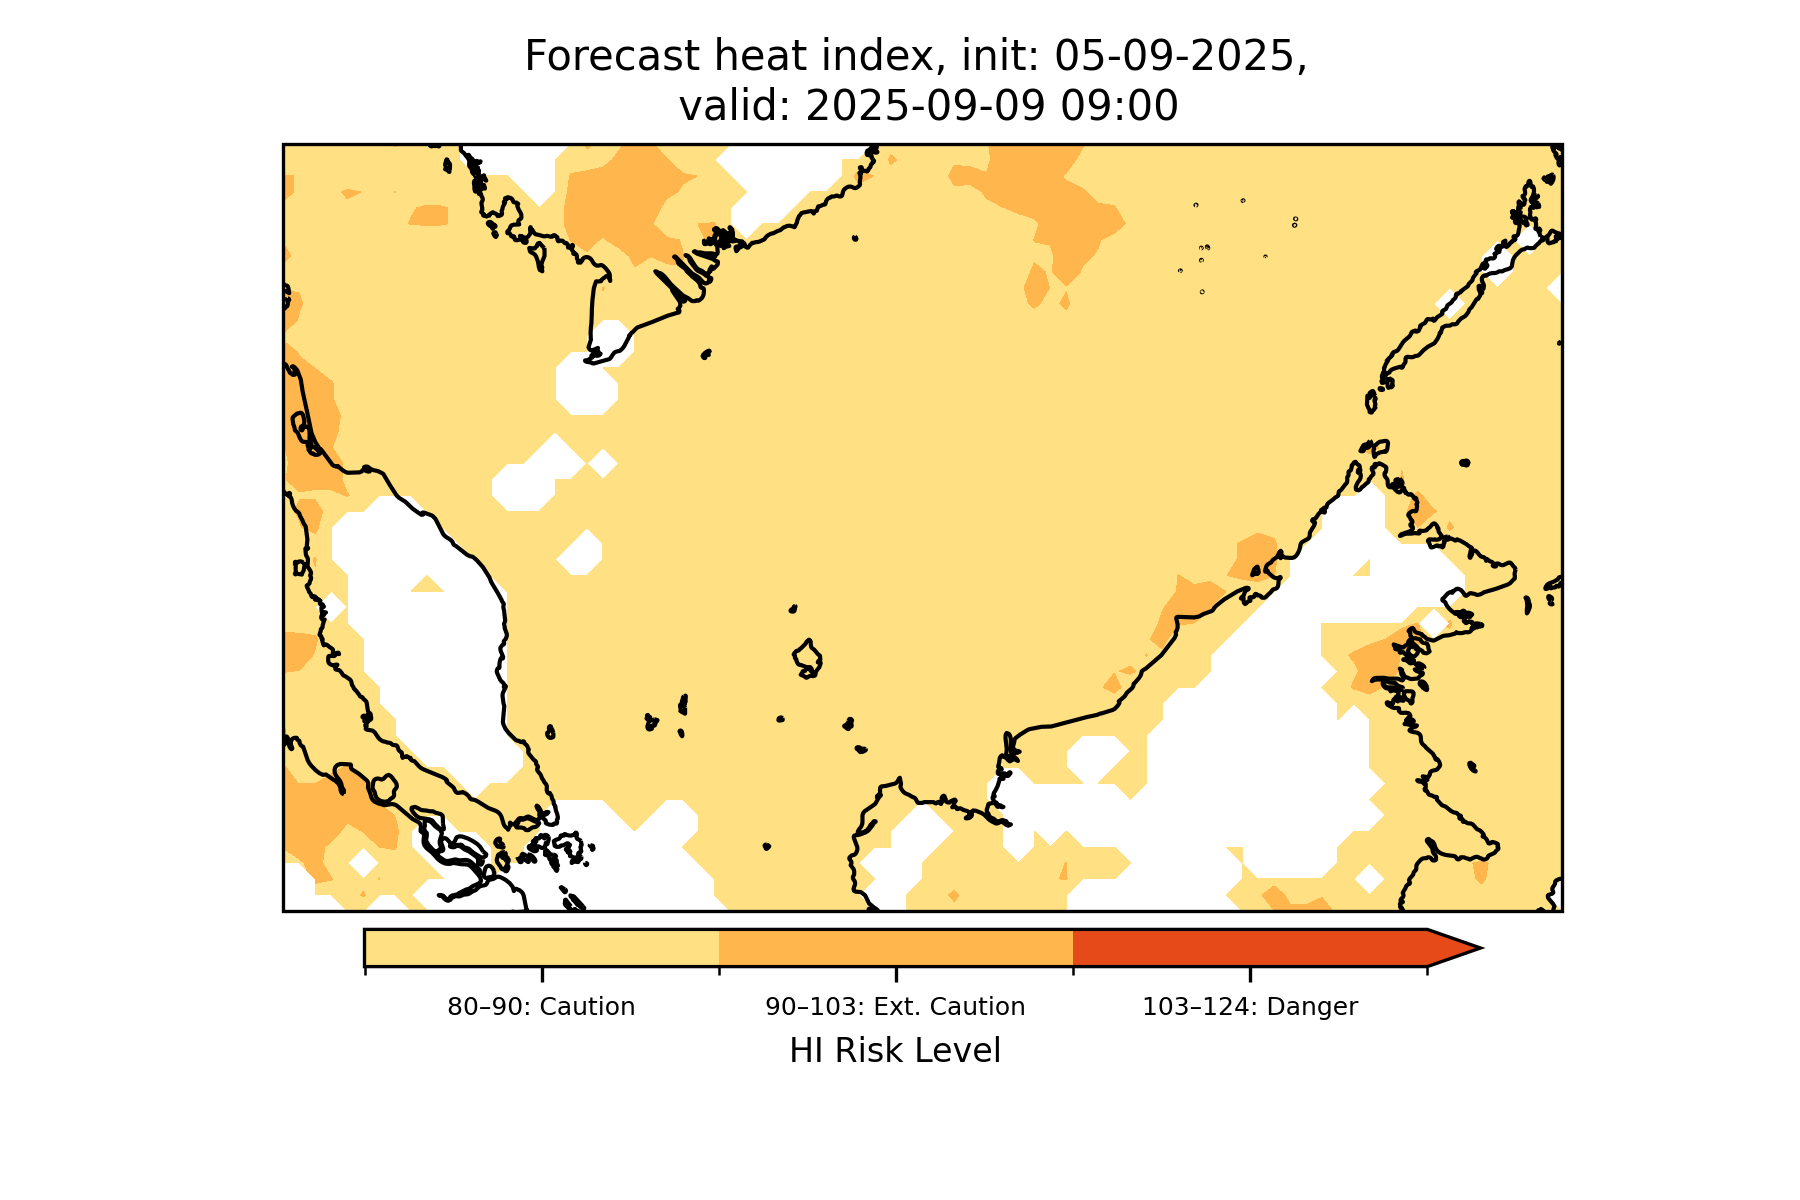 Forecast heat index, init: 05-09-2025,
valid: 2025-09-09 09:00
80–90: Caution
90–103: Ext. Caution
103–124: Danger
HI Risk Level